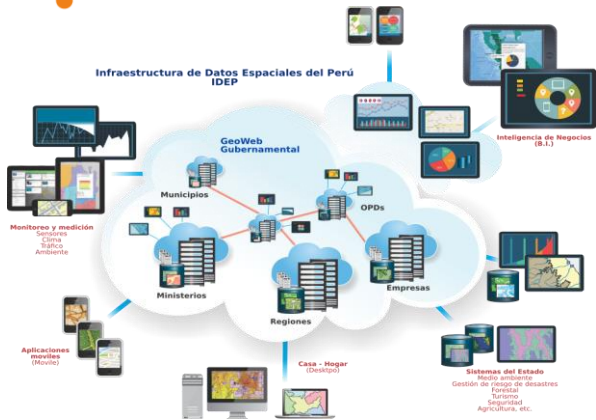 Infraestructura de Datos Espaciales del Perú
IDEP
GeoWeb
Gubernamental
Municipios
OPDs
Ministerios
Regiones
Empresas
Inteligencia de Negocios
(B.I.)
Monitoreo y medición
Sensores
Clima
Tráfico
Ambiente
Aplicaciones
moviles
(Movile)
Casa - Hogar
(Desktpo)
Sistemas del Estado
Medio ambiente
Gestión de riesgo de desastres
Forestal
Turismo
Seguridad
Agricultura, etc.